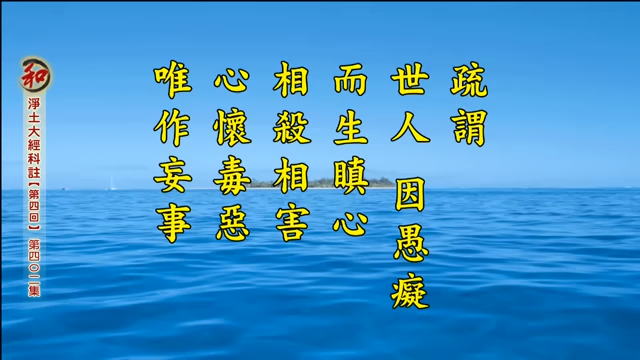 疏謂
世人 因愚癡
而生瞋心
相殺相害
心懷毒惡
唯作妄事
和
淨土大經科註【第四回】 第四〇一集